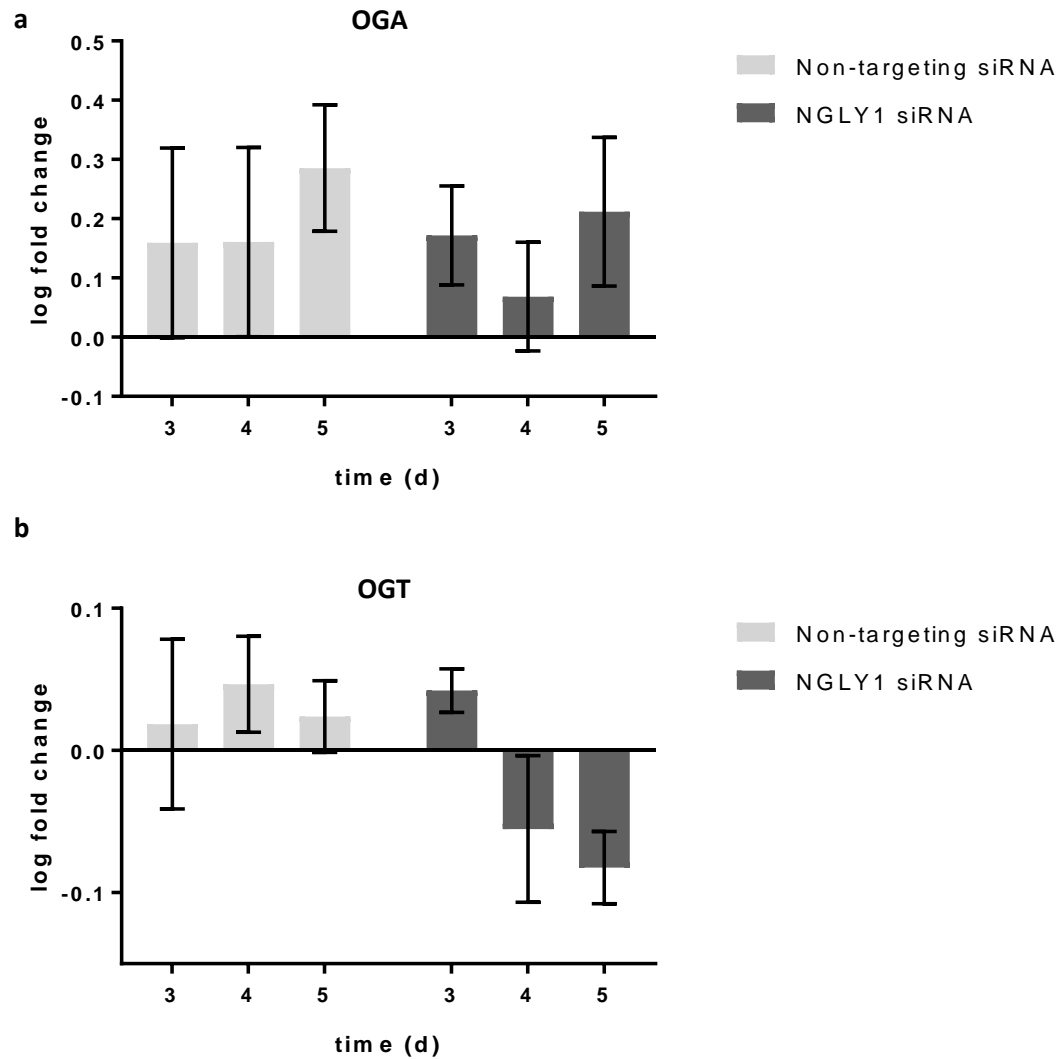 a
OGA
0.5
0.4
0.3
0.2
0.1
0.0
-0.1
log fold change
3 4 5 3 4 5
time (d)
Non-targeting siRNA
NGLY1 siRNA
b
OGT
0.1
0.0
-0.1
log fold change
3 4 5 3 4 5
time (d)
Non-targeting siRNA
NGLY1 siRNA